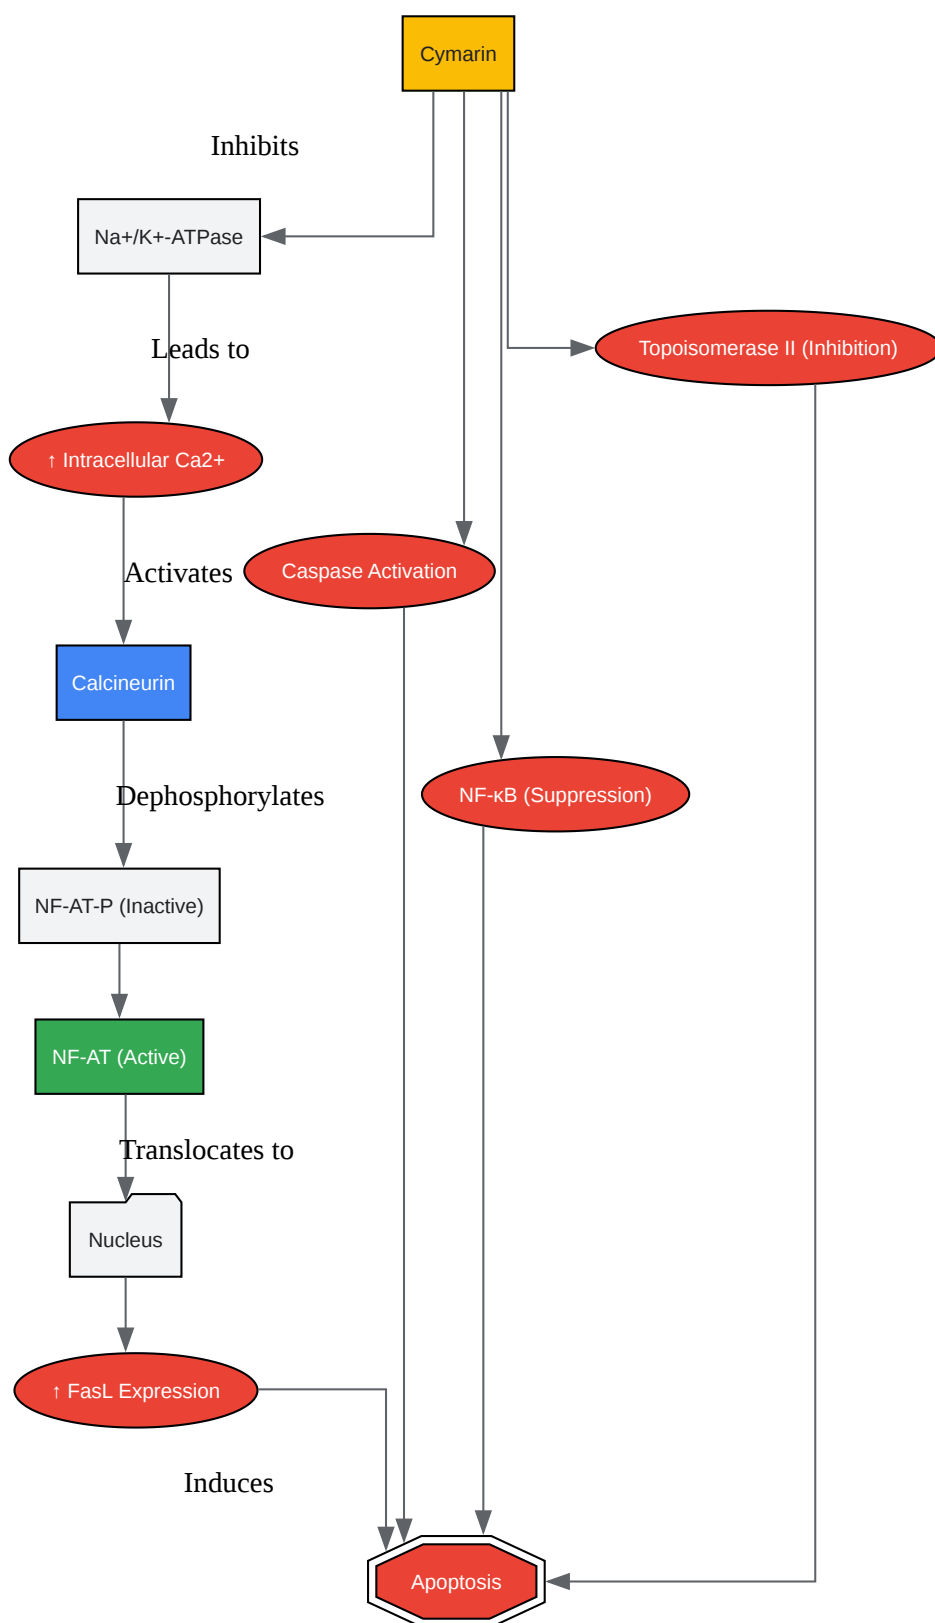 Cymarin
Inhibits
Na+/K+-ATPase
Leads to
Topoisomerase II (Inhibition)
↑ Intracellular Ca2+
Activates
Caspase Activation
Calcineurin
Dephosphorylates
NF-κB (Suppression)
NF-AT-P (Inactive)
NF-AT (Active)
Translocates to
Nucleus
↑ FasL Expression
Induces
Apoptosis